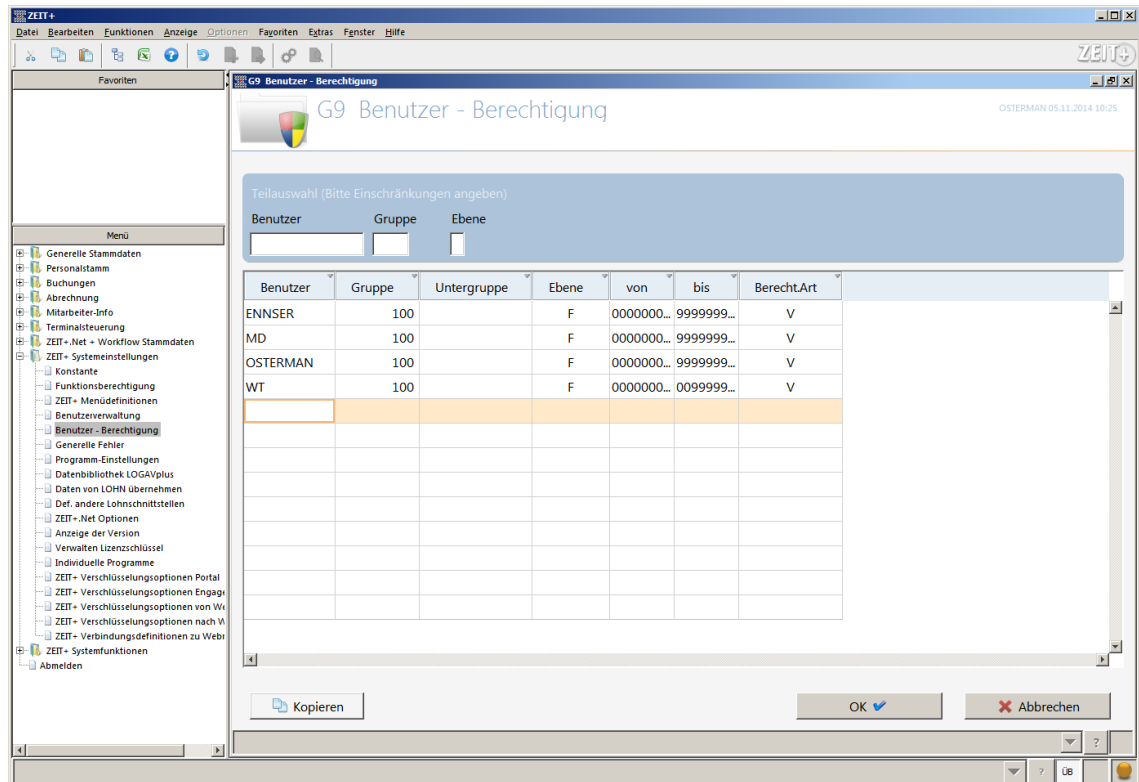 ZEIT+
Datei Bearbeiten Funktionen Anzeige Optionen Favoriten Extras Fenster Hilfe
ZEIT+
Favoriten
G9 Benutzer - Berechtigung
G9 Benutzer - Berechtigung
OSTERMAN 05.11.2014 10:25
Teilauswahl (Bitte Einschränkungen angeben)
Benutzer Gruppe Ebene
Menü
Generelle Stammdaten
Personalstamm
Buchungen
Abrechnung
Mitarbeiter-Info
Terminalsteuerung
ZEIT+.Net + Workflow Stammdaten
ZEIT+ Systemeinstellungen
Konstante
Funktionsberechtigung
ZEIT+ Menüdefinitionen
Benutzerverwaltung
Benutzer - Berechtigung
Generelle Fehler
Programm-Einstellungen
Datenbibliothek LOGAVplus
Daten von LOHN übernehmen
Def. andere Lohnschnittstellen
ZEIT+.Net Optionen
Anzeige der Version
Verwalten Lizenzschlüssel
Individuelle Programme
ZEIT+ Verschlüsselungsoptionen Portal
ZEIT+ Verschlüsselungsoptionen Engage
ZEIT+ Verschlüsselungsoptionen von We
ZEIT+ Verschlüsselungsoptionen nach W
ZEIT+ Verbindungsdefinitionen zu Webr
ZEIT+ Systemfunktionen
Abmelden
Benutzer Gruppe Untergruppe Ebene von bis Berecht.Art
ENNSER 100 F 0000000... 9999999... V
MD 100 F 0000000... 9999999... V
OSTERMAN 100 F 0000000... 9999999... V
WT 100 F 0000000... 0099999... V
Kopieren OK Abbrechen
?
? ÜB